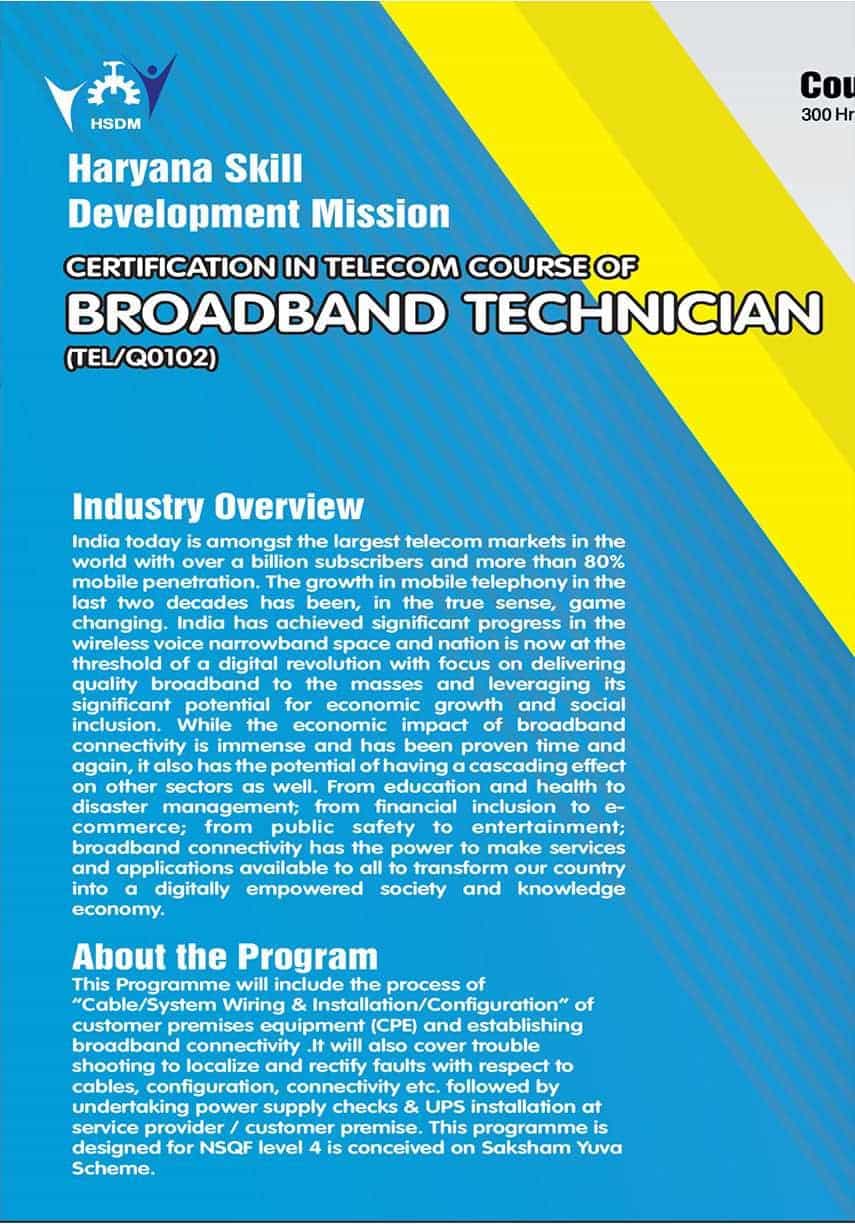 HSDM
Haryana Skill
Development Mission
CERTIFICATION IN TELECOM COURSE OF
BROADBAND TECHNICIAN
(TEL/Q0102)
300 Hr
Industry Overview
India today is amongst the largest telecom markets in the
world with over a billion subscribers and more than 80%
mobile penetration. The growth in mobile telephony in the
last two decades has been, in the true sense, game
changing. India has achieved significant progress in the
wireless voice narrowband space and nation is now at the
threshold of a digital revolution with focus on delivering
quality broadband to the masses and leveraging its
significant potential for economic growth and social
inclusion. While the economic impact of broadband
connectivity is immense and has been proven time and
again, it also has the potential of having a cascading effect
on other sectors as well. From education and health to
disaster management; from financial inclusion to e-
commerce; from public safety to entertainment;
broadband connectivity has the power to make services
and applications available to all to transform our country
into a digitally empowered society and knowledge
economy.
About the Program
This Programme will include the process of
“Cable/System Wiring & Installation/Configuration” of
customer premises equipment (CPE) and establishing
broadband connectivity .It will also cover trouble
shooting to localize and rectify faults with respect to
cables, configuration, connectivity etc. followed by
undertaking power supply checks & UPS installation at
service provider / customer premise. This programme is
designed for NSQF level 4 is conceived on Saksham Yuva
Scheme.